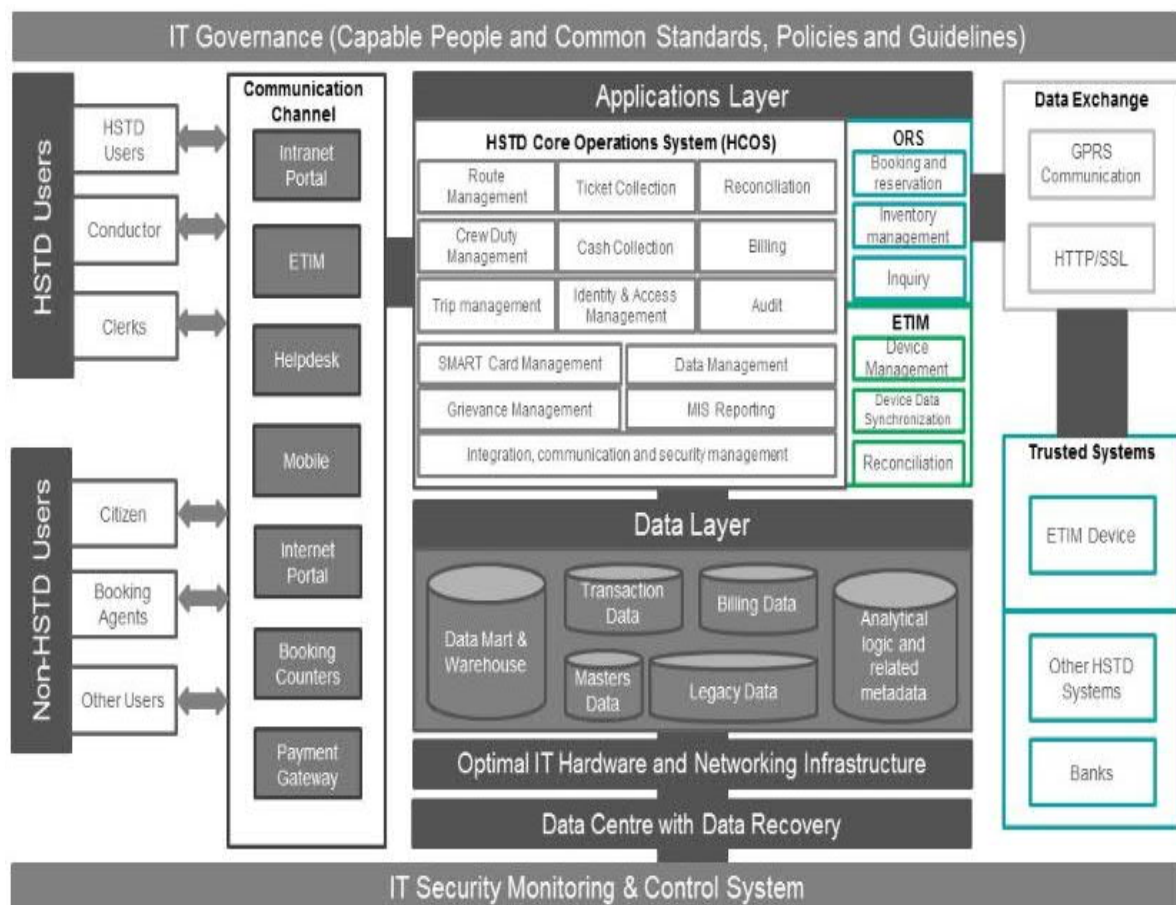 IT Governance (Capable People and Common Standards, Policies and Guidelines)
HSTD Users
HSTD
Users
Conductor
Clerks
Non-HSTD Users
Citizen
Booking
Agents
Other Users
Communication
Channel
Intranet
Portal
ETIM
Helpdesk
Mobile
Internet
Portal
Booking
Counters
Payment
Gateway
Applications Layer
HSTD Core Operations System (HCOS)
Route
Management
Ticket Collection
Reconciliation
Crew Duty
Management
Cash Collection
Billing
Trip management
Identity & Access
Management
Audit
SMART Card Management
Data Management
Grievance Management
MIS Reporting
Integration, communication and security management
ORS
Booking and
reservation
Inventory
management
Inquiry
ETIM
Device
Management
Device Data
Synchronization
Reconciliation
Data Layer
Data Mart &
Warehouse
Transaction
Data
Billing Data
Masters
Data
Legacy Data
Analytical
logic and
related
metadata
Optimal IT Hardware and Networking Infrastructure
Data Centre with Data Recovery
Data Exchange
GPRS
Communication
HTTP/SSL
Trusted Systems
ETIM Device
Other HSTD
Systems
Banks
IT Security Monitoring & Control System